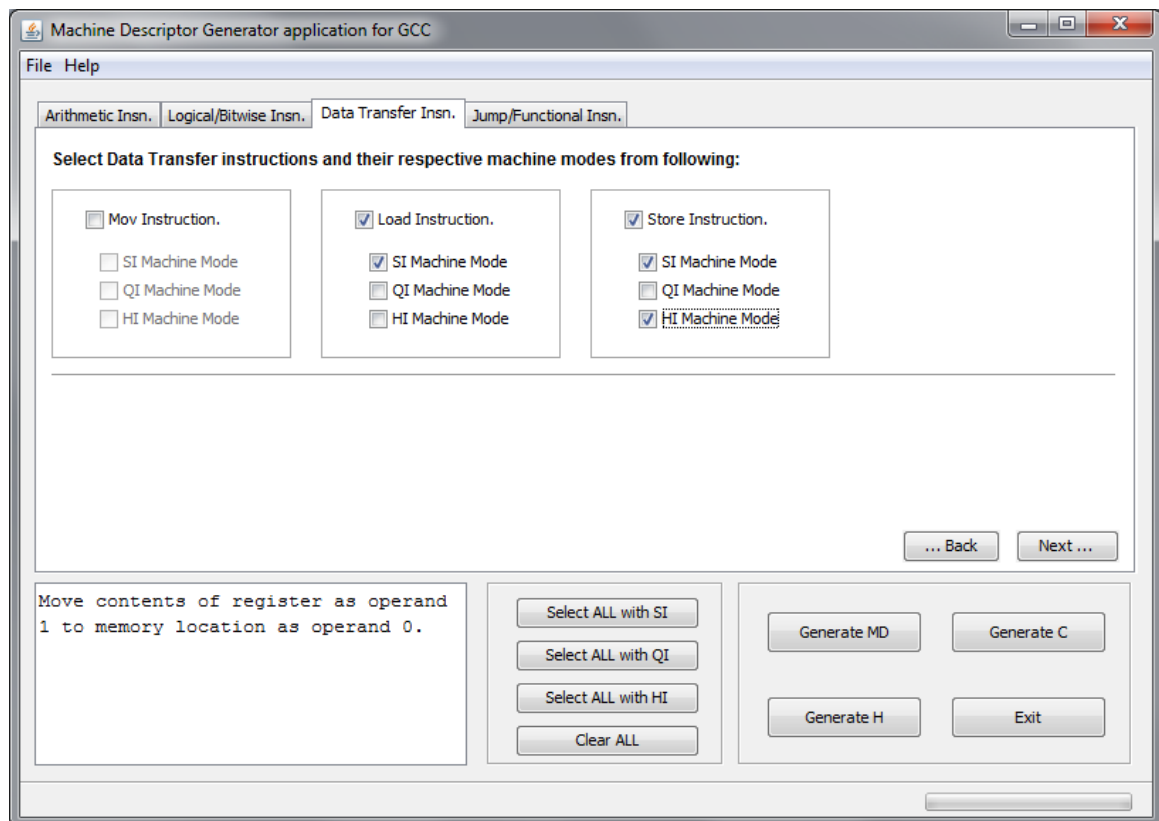 Machine Descriptor Generator application for GCC
File Help
Arithmetic Insn. Logical/Bitwise Insn. Data Transfer Insn. Jump/Functional Insn.
Select Data Transfer instructions and their respective machine modes from following:
Mov Instruction. Load Instruction. Store Instruction.
SI Machine Mode SI Machine Mode SI Machine Mode
QI Machine Mode QI Machine Mode QI Machine Mode
HI Machine Mode HI Machine Mode HI Machine Mode
... Back Next ...
Move contents of register as operand
1 to memory location as operand 0.
Select ALL with SI
Select ALL with QI
Select ALL with HI
Clear ALL
Generate MD Generate C
Generate H Exit